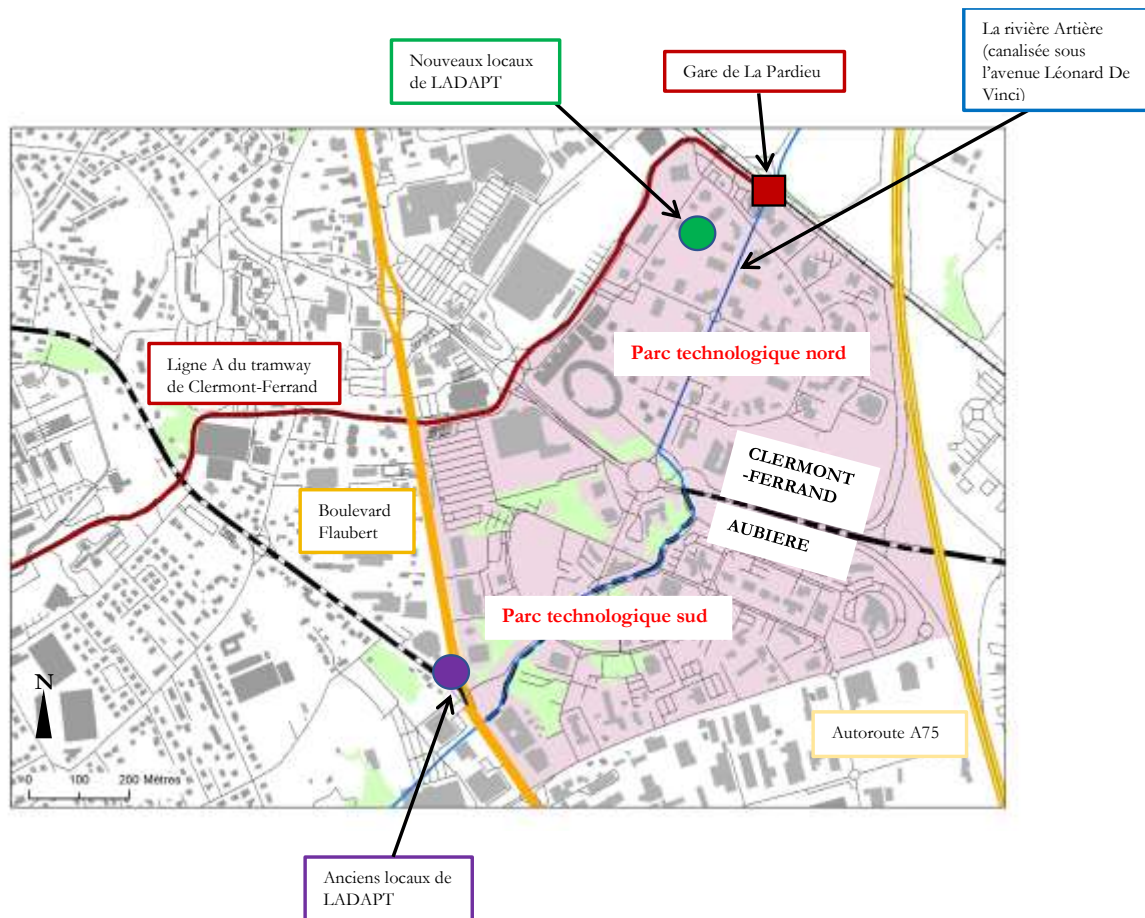 La rivière Artière
(canalisée sous
l'avenue Léonard De
Vinci)
Nouveaux locaux
de LADAPT
Gare de La Pardieu
Parc technologique nord
Ligne A du tramway
de Clermont-Ferrand
CLERMONT
-FERRAND
AUBIERE
Boulevard
Flaubert
Parc technologique sud
N
Autoroute A75
0 100 200 Mètres
Anciens locaux de
LADAPT